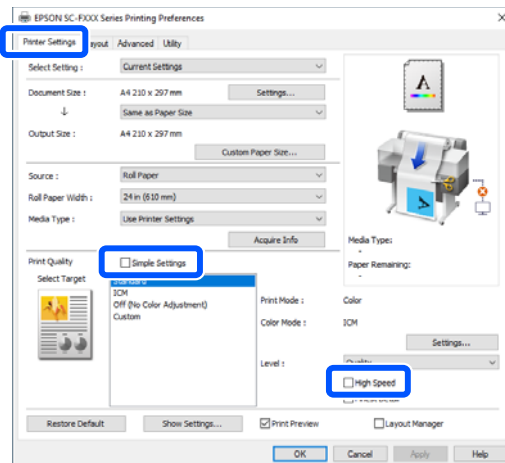 EPSON SC-FXXX Series Printing Preferences
Printer Settings
Advanced
Utility
Select Setting :
Current Settings
Document Size :
A4 210 x 297 mm
Settings...
Same as Paper Size
Output Size :
A4 210 x 297 mm
Custom Paper Size...
Source :
Roll Paper
Roll Paper Width :
24 in (610 mm)
Media Type :
Use Printer Settings
Acquire Info
Media Type:
-
Paper Remaining:
-
Print Quality
Simple Settings
Select Target
Standard
ICM
Off (No Color Adjustment)
Custom
Print Mode :
Color
Color Mode :
ICM
Settings...
Level :
Quality
High Speed
Restore Default
Show Settings...
Print Preview
Layout Manager
OK
Cancel
Apply
Help